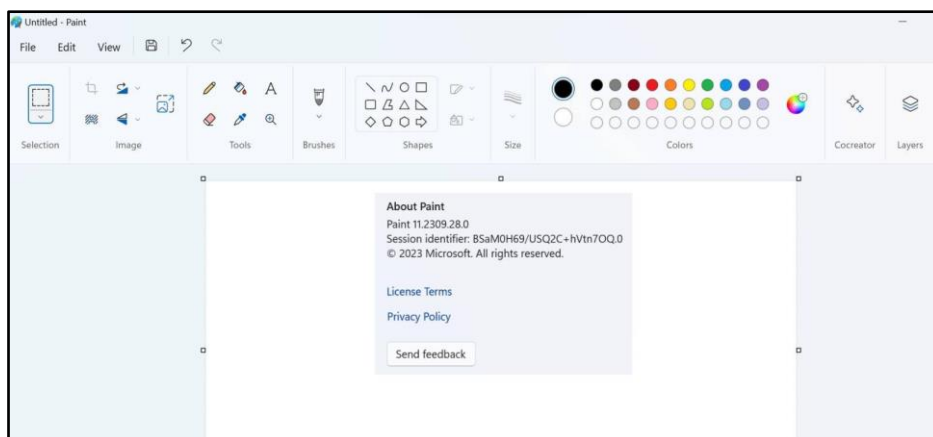 Untitled - Paint
File Edit View
A
Selection Image Tools Brushes Shapes Size Colors Cocreator Layers
About Paint
Paint 11.2309.28.0
Session identifier: BSaM0H69/USQ2C+hVtn7OQ.0
© 2023 Microsoft. All rights reserved.
License Terms
Privacy Policy
Send feedback